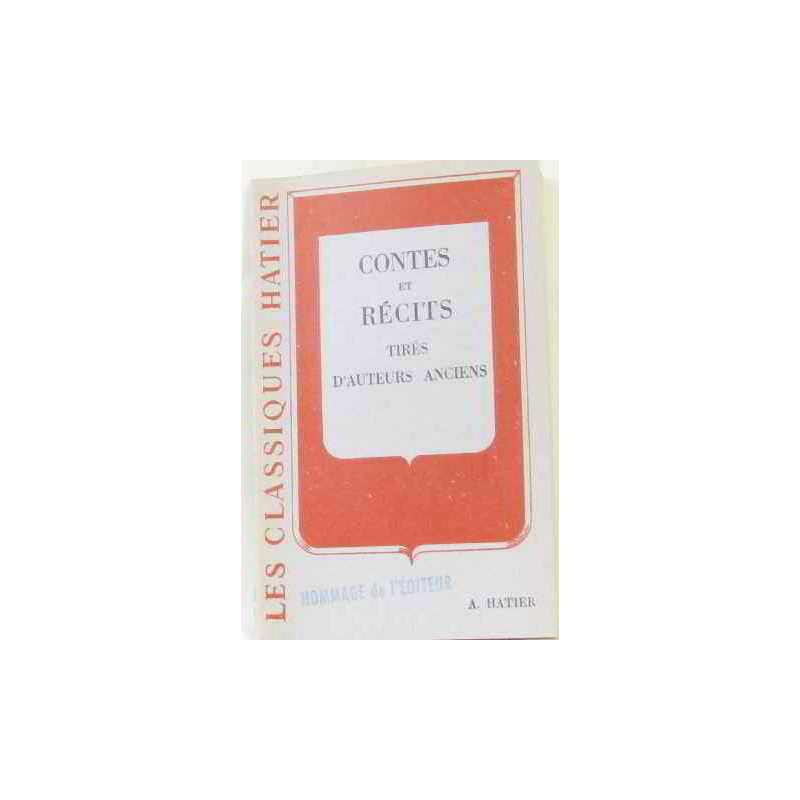 LES CLASSIQUES HATIER
CONTES
ET
RÉCITS
TIRÉS
D'AUTEURS ANCIENS
HOMMAGE de l'ÉDITEUR
A. HATIER